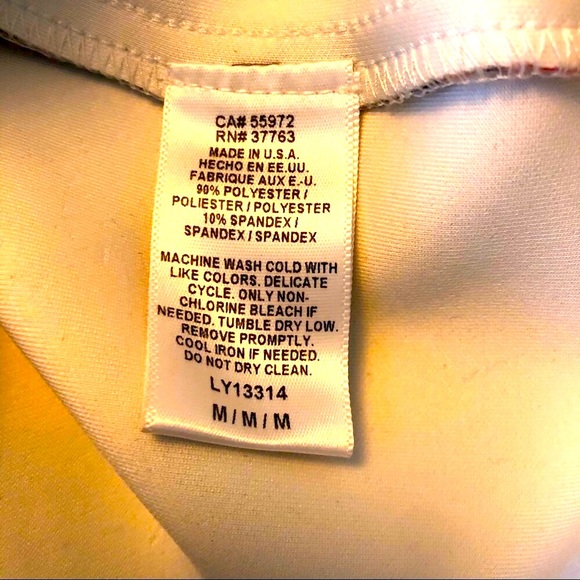 CA# 55972
RN# 37763
MADE IN U.S.A.
HECHO EN EE.UU.
FABRIQUE AUX E.-U.
90% POLYESTER /
POLIESTER / POLYESTER
10% SPANDEX /
SPANDEX / SPANDEX
MACHINE WASH COLD WITH
LIKE COLORS. DELICATE
CYCLE. ONLY NON-
CHLORINE BLEACH IF
NEEDED. TUMBLE DRY LOW.
REMOVE PROMPTLY.
COOL IRON IF NEEDED.
DO NOT DRY CLEAN.
LY13314
M / M / M